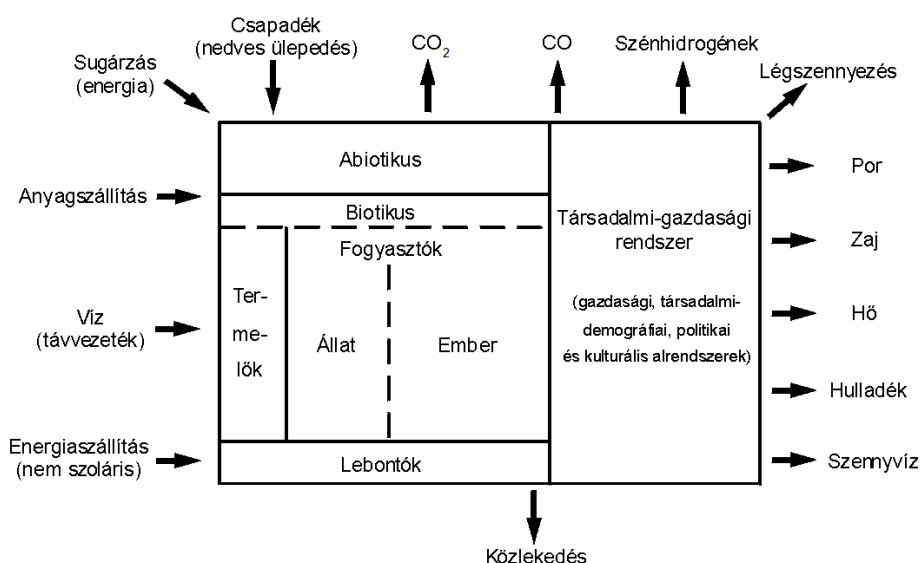 Csapadék
(nedves ülepedés)
CO₂
CO
Szénhidrogének
Sugárzás
(energia)
Légszennyezés
Abiotikus
Por
Anyagszállítás
Biotikus
Társadalmi-gazdasági
rendszer
Zaj
Fogyasztók
Ter-
me-
lők
Állat
Ember
(gazdasági, társadalmi-
demográfiai, politikai
és kulturális alrendszerek)
Víz
(távvezeték)
Hő
Hulladék
Energiaszállítás
(nem szoláris)
Lebontók
Szennyvíz
Közlekedés